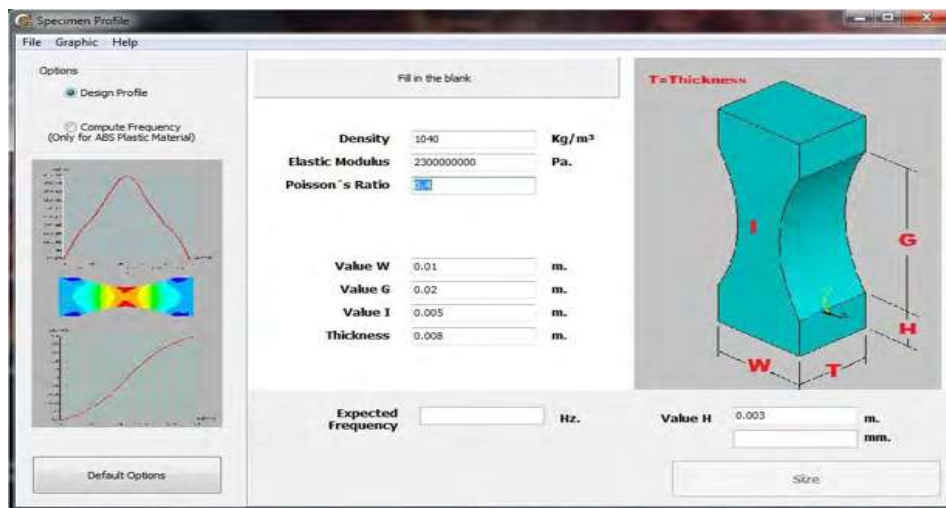 Specimen Profile
File Graphic Help
Options
Design Profile
Compute Frequency
(Only for ABS Plastic Material)
Default Options
Fill in the blank
Density 1040 Kg/m³
Elastic Modulus 2300000000 Pa.
Poisson´s Ratio 0.4
Value W 0.01 m.
Value G 0.02 m.
Value I 0.005 m.
Thickness 0.008 m.
Expected
Frequency Hz.
T=Thickness
I
G
H
W
T
Value H 0.003 m.
mm.
Size